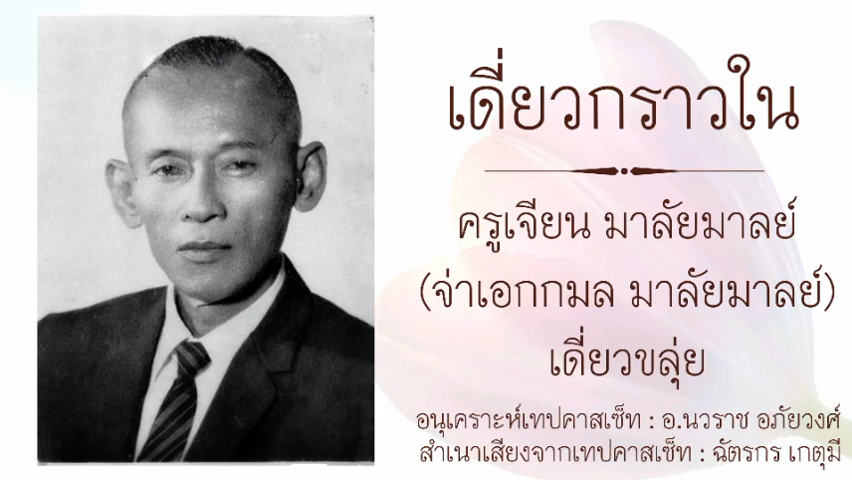 เดี่ยวกราวใน
ครูเจียน มาลัยมาลย์
(จ่าเอกกมล มาลัยมาลย์)
เดี่ยวขลุ่ย
อนุเคราะห์เทปคาสเซ็ท : อ.นวราช อภัยวงศ์
สำเนาเสียงจากเทปคาสเซ็ท : ฉัตรกร เกตุมี